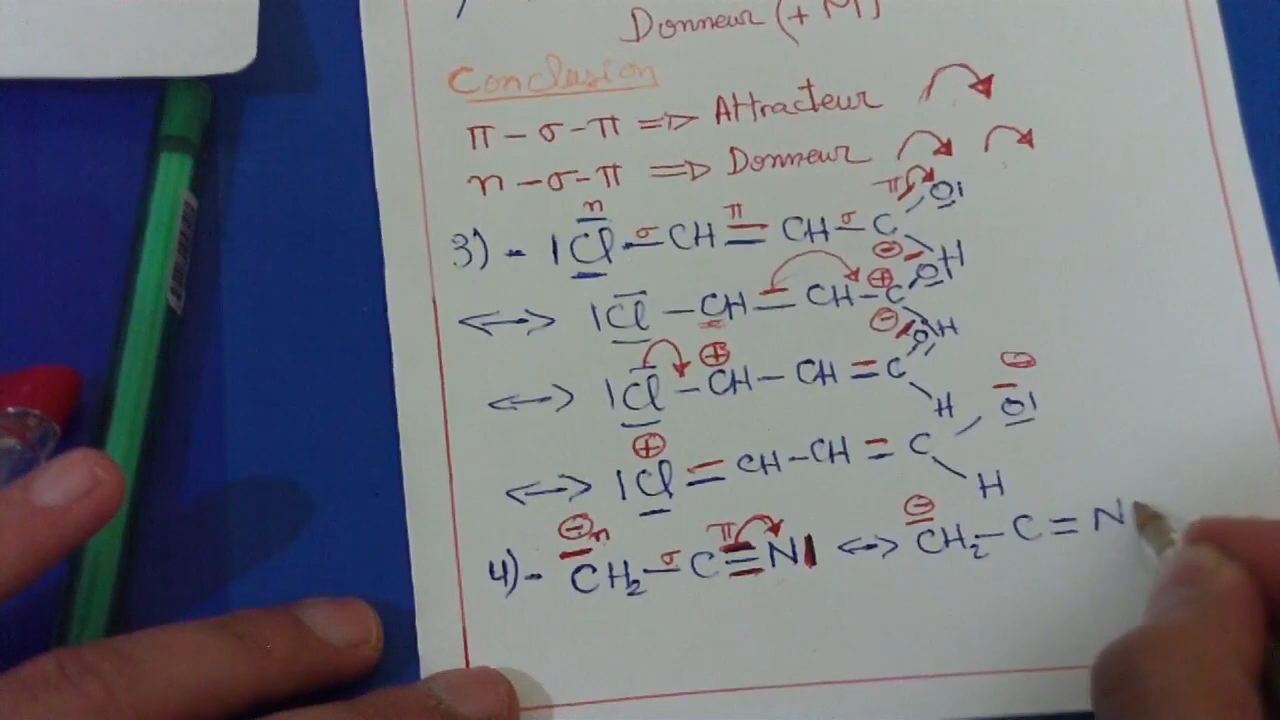 Donneur (+ M)
Conclusion
π – σ – π => Attracteur
n – σ – π => Donneur
3) - |Cl – CH = CH – C O| H n σ π σ π
<—> |Cl – CH = CH – C O| H ⊕ ⊖
<—> |Cl – CH – CH = C O H ⊕ ⊖
<—> |Cl = CH – CH = C O| H ⊕ ⊖
4) - CH2 – C ≡ N| <—> CH2 – C = N ⊖ n σ π ⊖